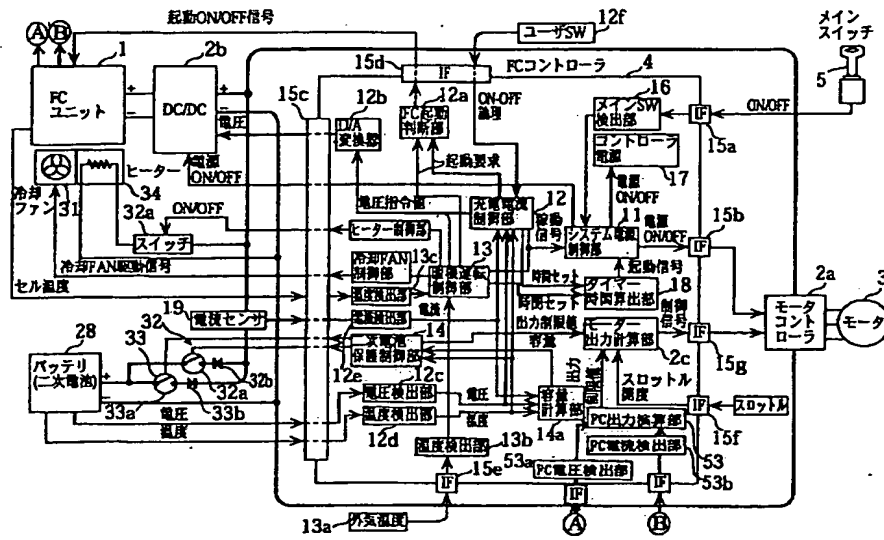 起動ON/OFF信号
A
B
1
2b
FC
ユニット
DC/DC
電圧
ユーザSW
12f
メイン
スイッチ
5
FCコントローラ
4
15d
IF
15c
12b
D/A
変換器
12a
FC起動
判断部
ON-OFF
論理
16
メインSW
検出部
IF
15a
ON/OFF
コントローラ
電源
17
起動要求
電源
ON/OFF
電圧指令値
充電電流
制御部
12
稼動
信号
11
システム電源
制御部
電源
ON/OFF
電源
ON/OFF
IF
15b
ヒーター
冷却
ファン
31
34
32a
ON/OFF
スイッチ
冷却FAN駆動信号
セル温度
ヒーター制御部
冷却FAN
制御部
13c
13
制御部
温度検出部
電流
起動信号
時間セット
時間セット
タイマー
時間算出部
18
2a
モータ
コント
ローラ
3
モータ
制御
信号
19
電流センサ
14
二次電池
保護制御部
出力制限値
容量
モーター
出力計算部
2c
IF
15g
28
バッテリ
(二次電池)
32
33
32a
32b
33a
33b
12e
12c
電圧検出部
電圧
12d
温度検出部
温度
容量
計算部
14a
出力
制限値
スロットル
開度
IF
スロットル
15f
電圧
温度
温度検出部
13b
FC出力演算部
53
FC電流検出部
53b
53a
FC電圧検出部
15e
IF
IF
IF
13a
外気温度
A
B